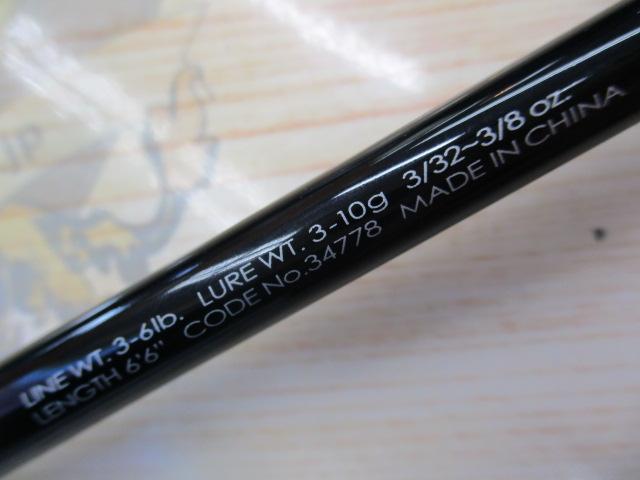 LINE WT. 3-6lb. LURE WT. 3-10g 3/32~3/8 oz.
LENGTH 6'6" CODE No.34778 MADE IN CHINA
JP